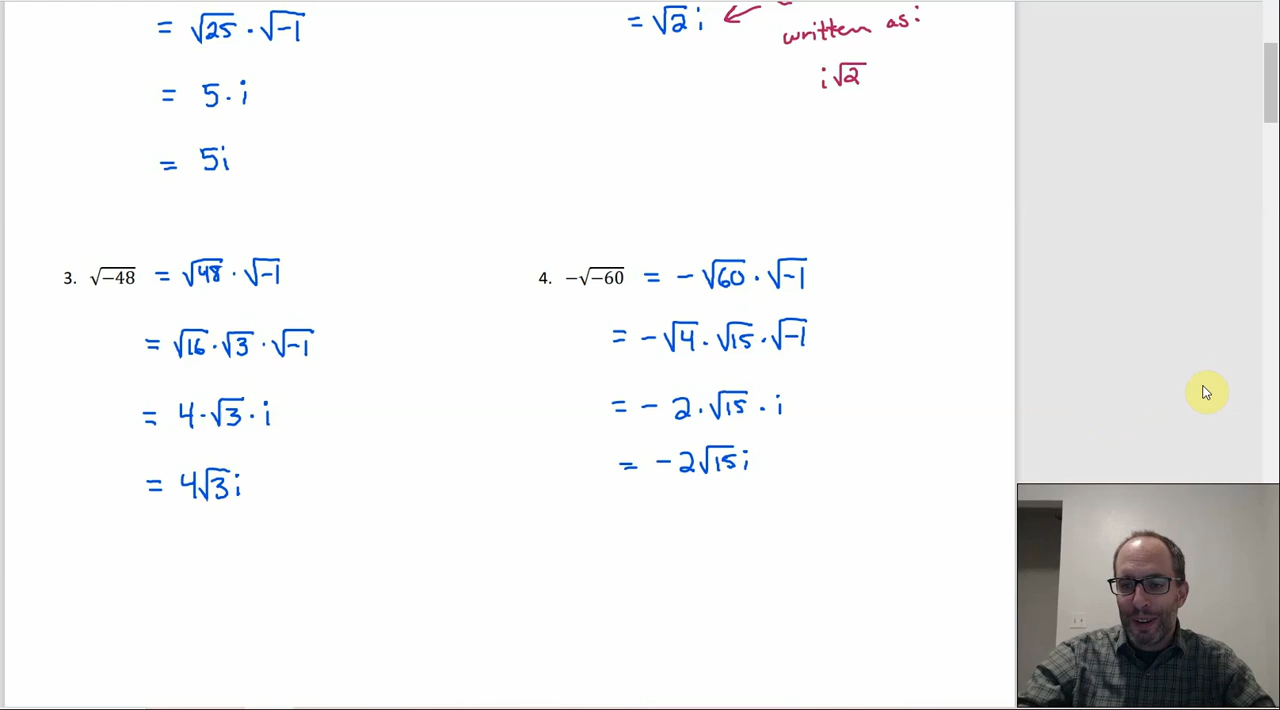 = √25 · √-1
= 5 · i
= 5i
= √2 i
written as:
i√2
3. √−48 = √48 · √-1
= √16 · √3 · √-1
= 4 · √3 · i
= 4√3 i
4. −√−60 = -√60 · √-1
= -√4 · √15 · √-1
= - 2 · √15 · i
= -2√15 i